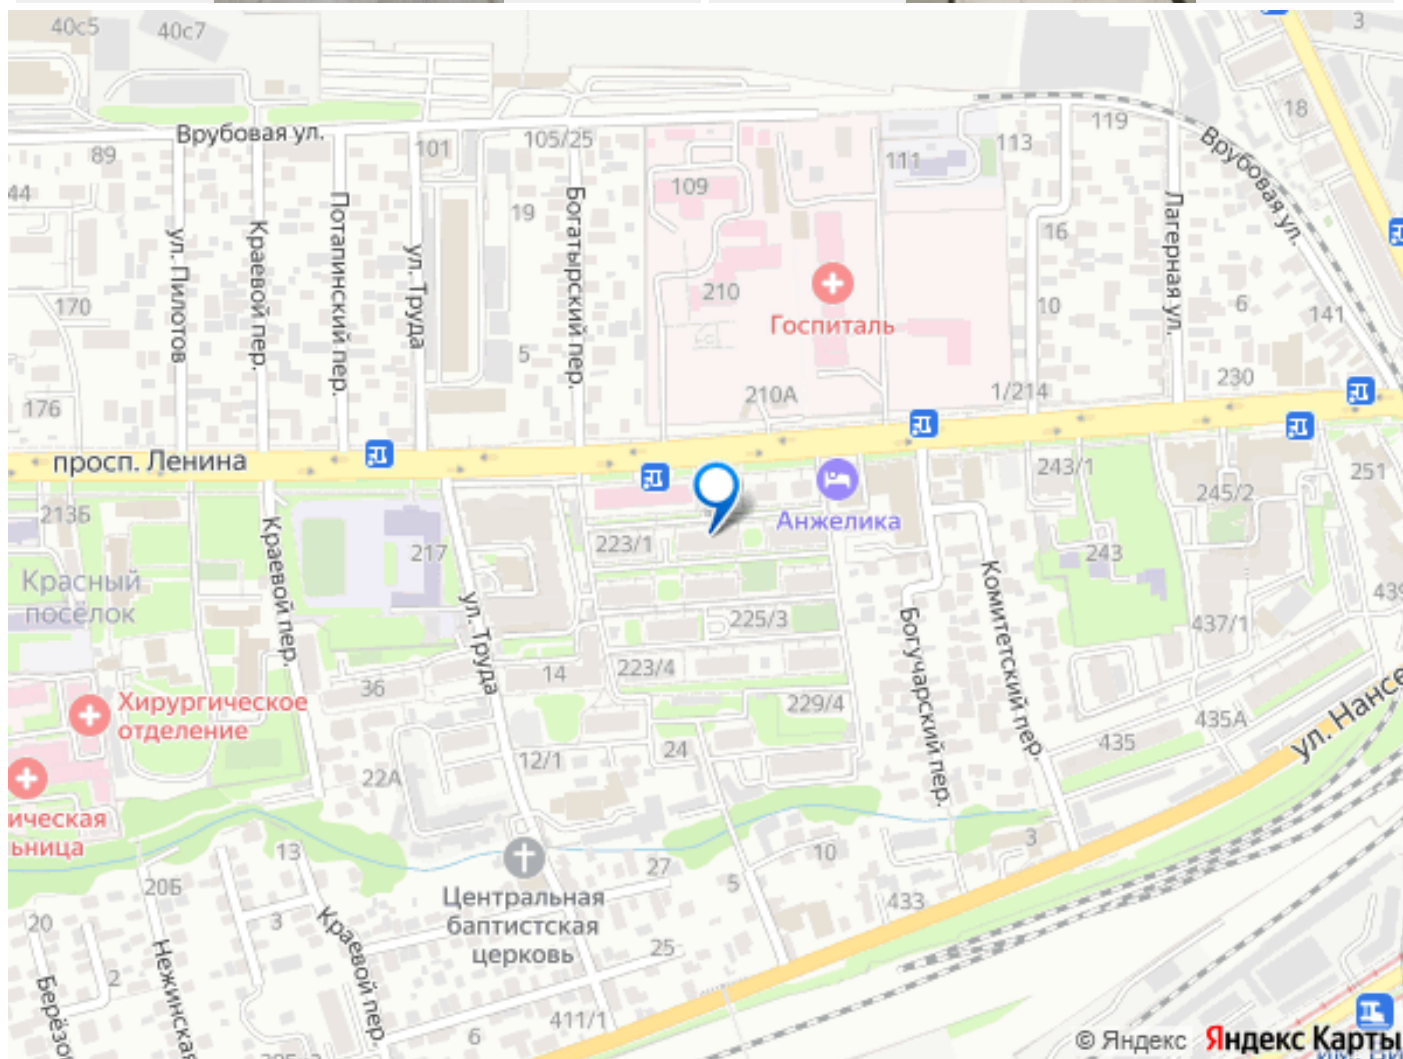 40с5
40с7
3
18
Врубовая ул.
101
105/25
113
119
89
111
Врубовая ул.
44
109
19
16
ул. Пилотов
Краевой пер.
Потапинский пер.
ул. Труда
Богатырский пер.
Лагерная ул.
170
210
10
6
141
Госпиталь
5
176
210А
1/214
230
просп. Ленина
243/1
251
245/2
213Б
Анжелика
217
223/1
243
Красный
посёлок
Краевой пер.
ул. Труда
225/3
Богучарский пер.
Комитетский пер.
439
437/1
14
223/4
36
Хирургическое
отделение
229/4
435А
ул. Нансе
435
24
12/1
22А
ическая
ьница
3
13
10
27
20Б
5
Центральная
баптистская
церковь
433
20
3
Краевой пер.
25
Нежинская
2
Берёзо
6
411/1
© Яндекс Яндекс Карты